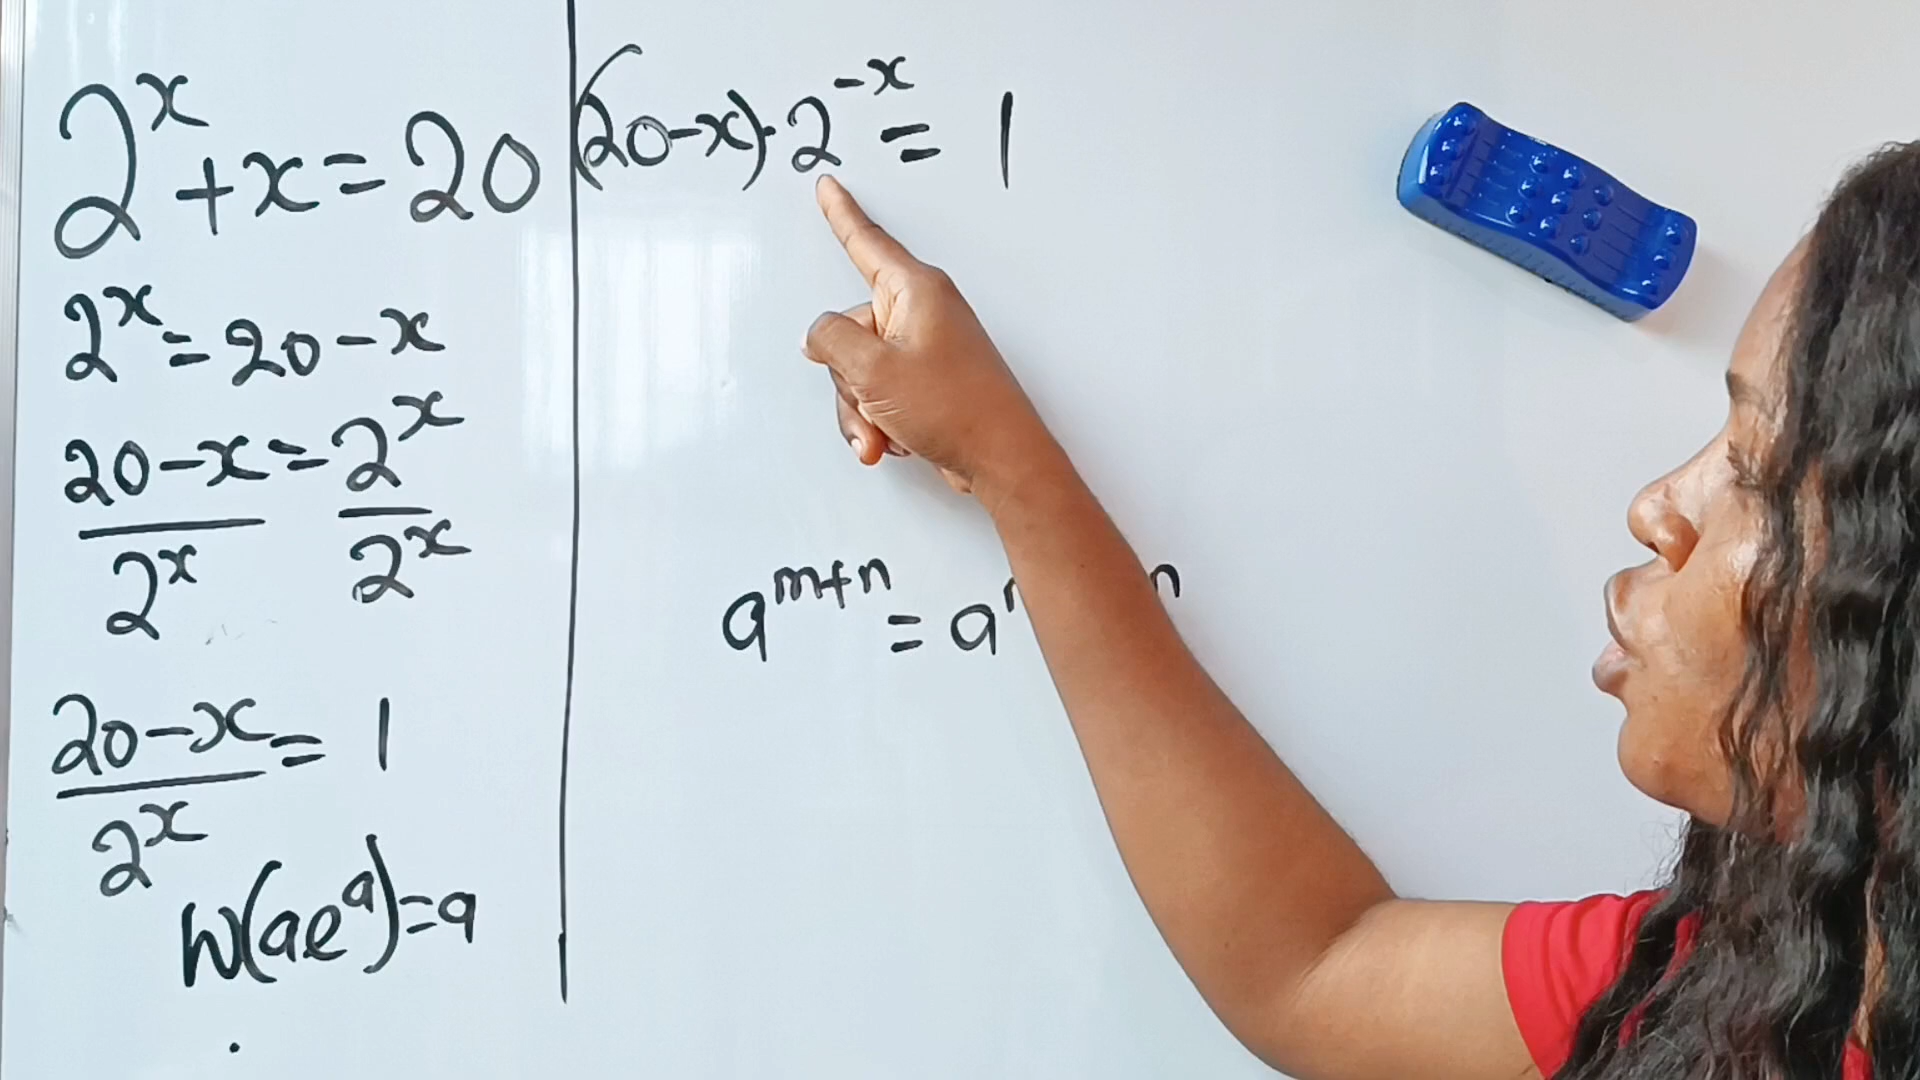 2^x + x = 20
2^x = 20 - x
20 - x = 2^x
2^x 2^x
20 - x = 1
2^x
W(ae^a) = a
(20 - x) · 2^-x = 1
a^m+n = a n